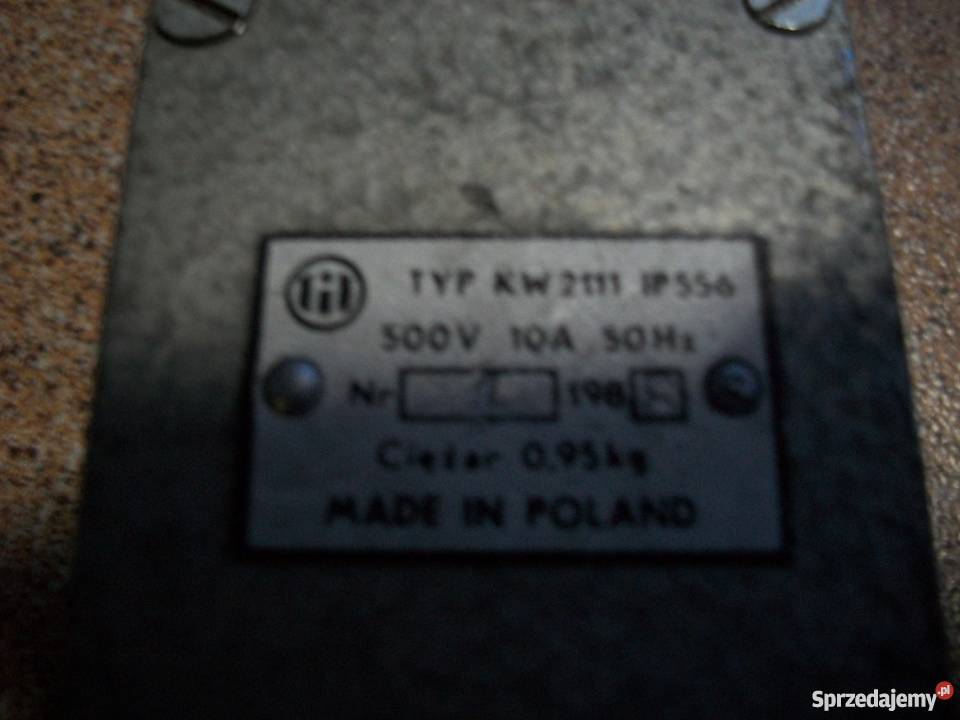 TYP KW2111 IP556
500V 10A 50Hz
Nr 198
Ciężar 0,95kg
MADE IN POLAND
Sprzedajemy.pl